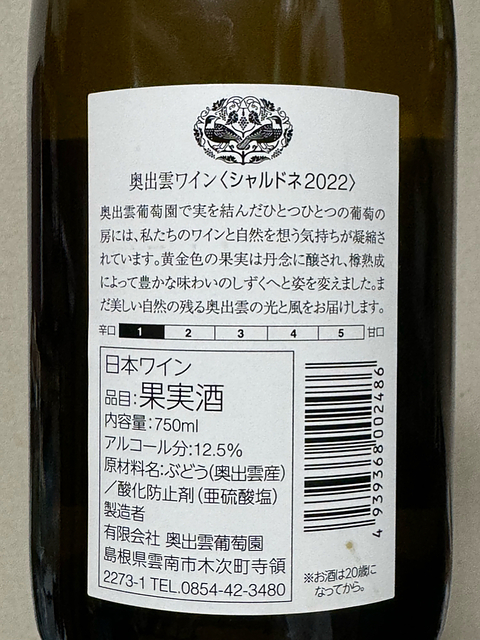 奥出雲ワイン〈シャルドネ2022〉
奥出雲葡萄園で実を結んだひとつひとつの葡萄の
房には、私たちのワインと自然を想う気持ちが凝縮さ
れています。黄金色の果実は丹念に醸され、樽熟成
によって豊かな味わいのしずくへと姿を変えました。ま
だ美しい自然の残る奥出雲の光と風をお届けします。
辛口 1 2 3 4 5 甘口
日本ワイン
品目:果実酒
内容量:750ml
アルコール分:12.5%
原材料名:ぶどう(奥出雲産)
/酸化防止剤(亜硫酸塩)
製造者
有限会社 奥出雲葡萄園
島根県雲南市木次町寺領
2273-1 TEL.0854-42-3480
4 939368 002486
※お酒は20歳に
なってから。